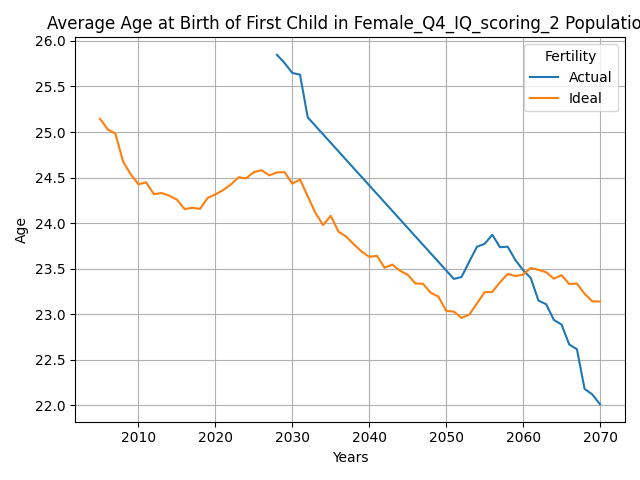 Average Age at Birth of First Child in Female_Q4_IQ_scoring_2 Populatio
26.0
25.5
25.0
24.5
24.0
23.5
23.0
22.5
22.0
Age
Fertility
Actual
Ideal
2010 2020 2030 2040 2050 2060 2070
Years